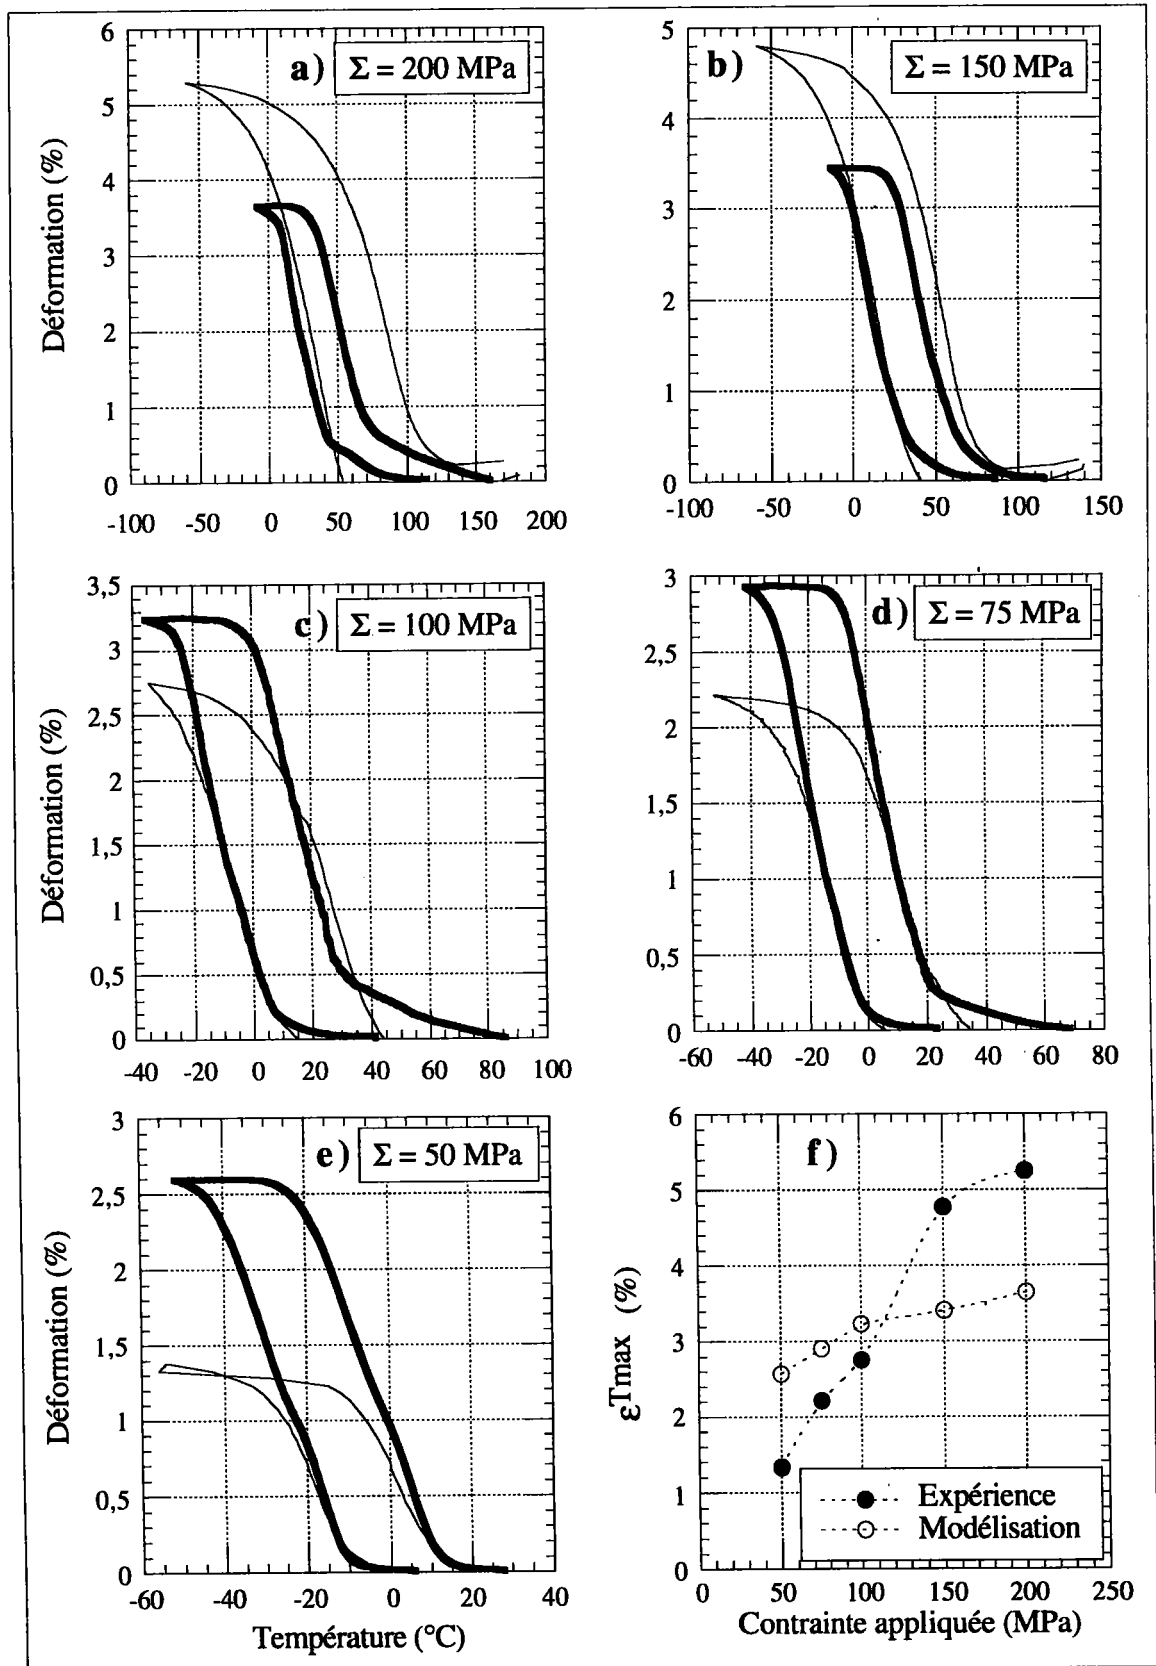 a) Σ = 200 MPa
Déformation (%)
6
5
4
3
2
1
0
-100 -50 0 50 100 150 200
b) Σ = 150 MPa
5
4
3
2
1
0
-100 -50 0 50 100 150
c) Σ = 100 MPa
Déformation (%)
3,5
3
2,5
2
1,5
1
0,5
0
-40 -20 0 20 40 60 80 100
d) Σ = 75 MPa
3
2,5
2
1,5
1
0,5
0
-60 -40 -20 0 20 40 60 80
e) Σ = 50 MPa
Déformation (%)
3
2,5
2
1,5
1
0,5
0
-60 -40 -20 0 20 40
Température (°C)
f)
εTmax (%)
6
5
4
3
2
1
0
Expérience
Modélisation
0 50 100 150 200 250
Contrainte appliquée (MPa)